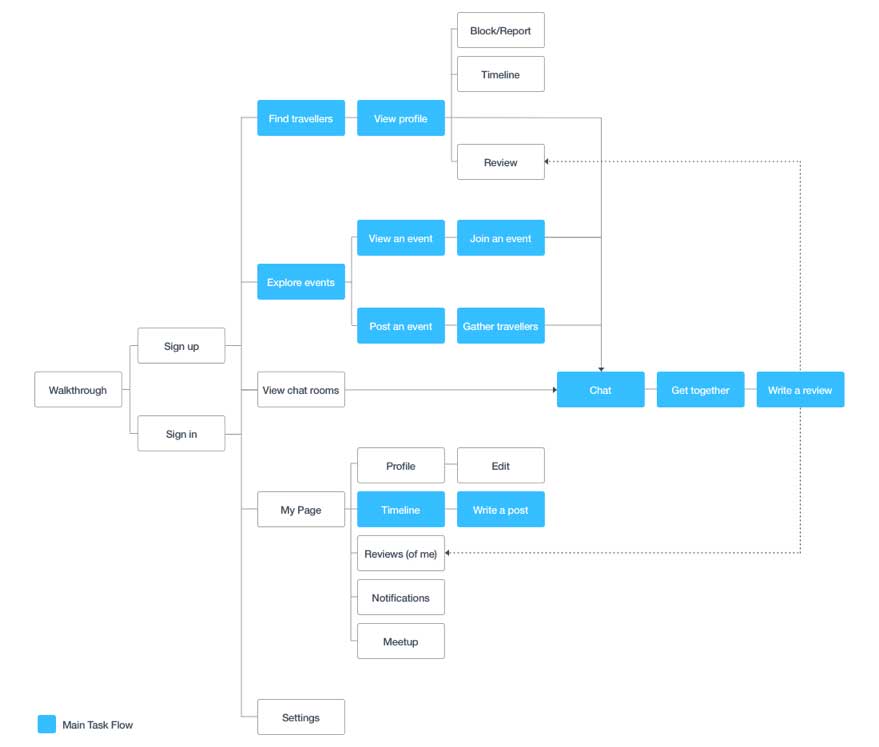 Block/Report
Timeline
Find travellers
View profile
Review
View an event
Join an event
Explore events
Post an event
Gather travellers
Sign up
Walkthrough
View chat rooms
Chat
Get together
Write a review
Sign in
Profile
Edit
My Page
Timeline
Write a post
Reviews (of me)
Notifications
Meetup
Settings
Main Task Flow